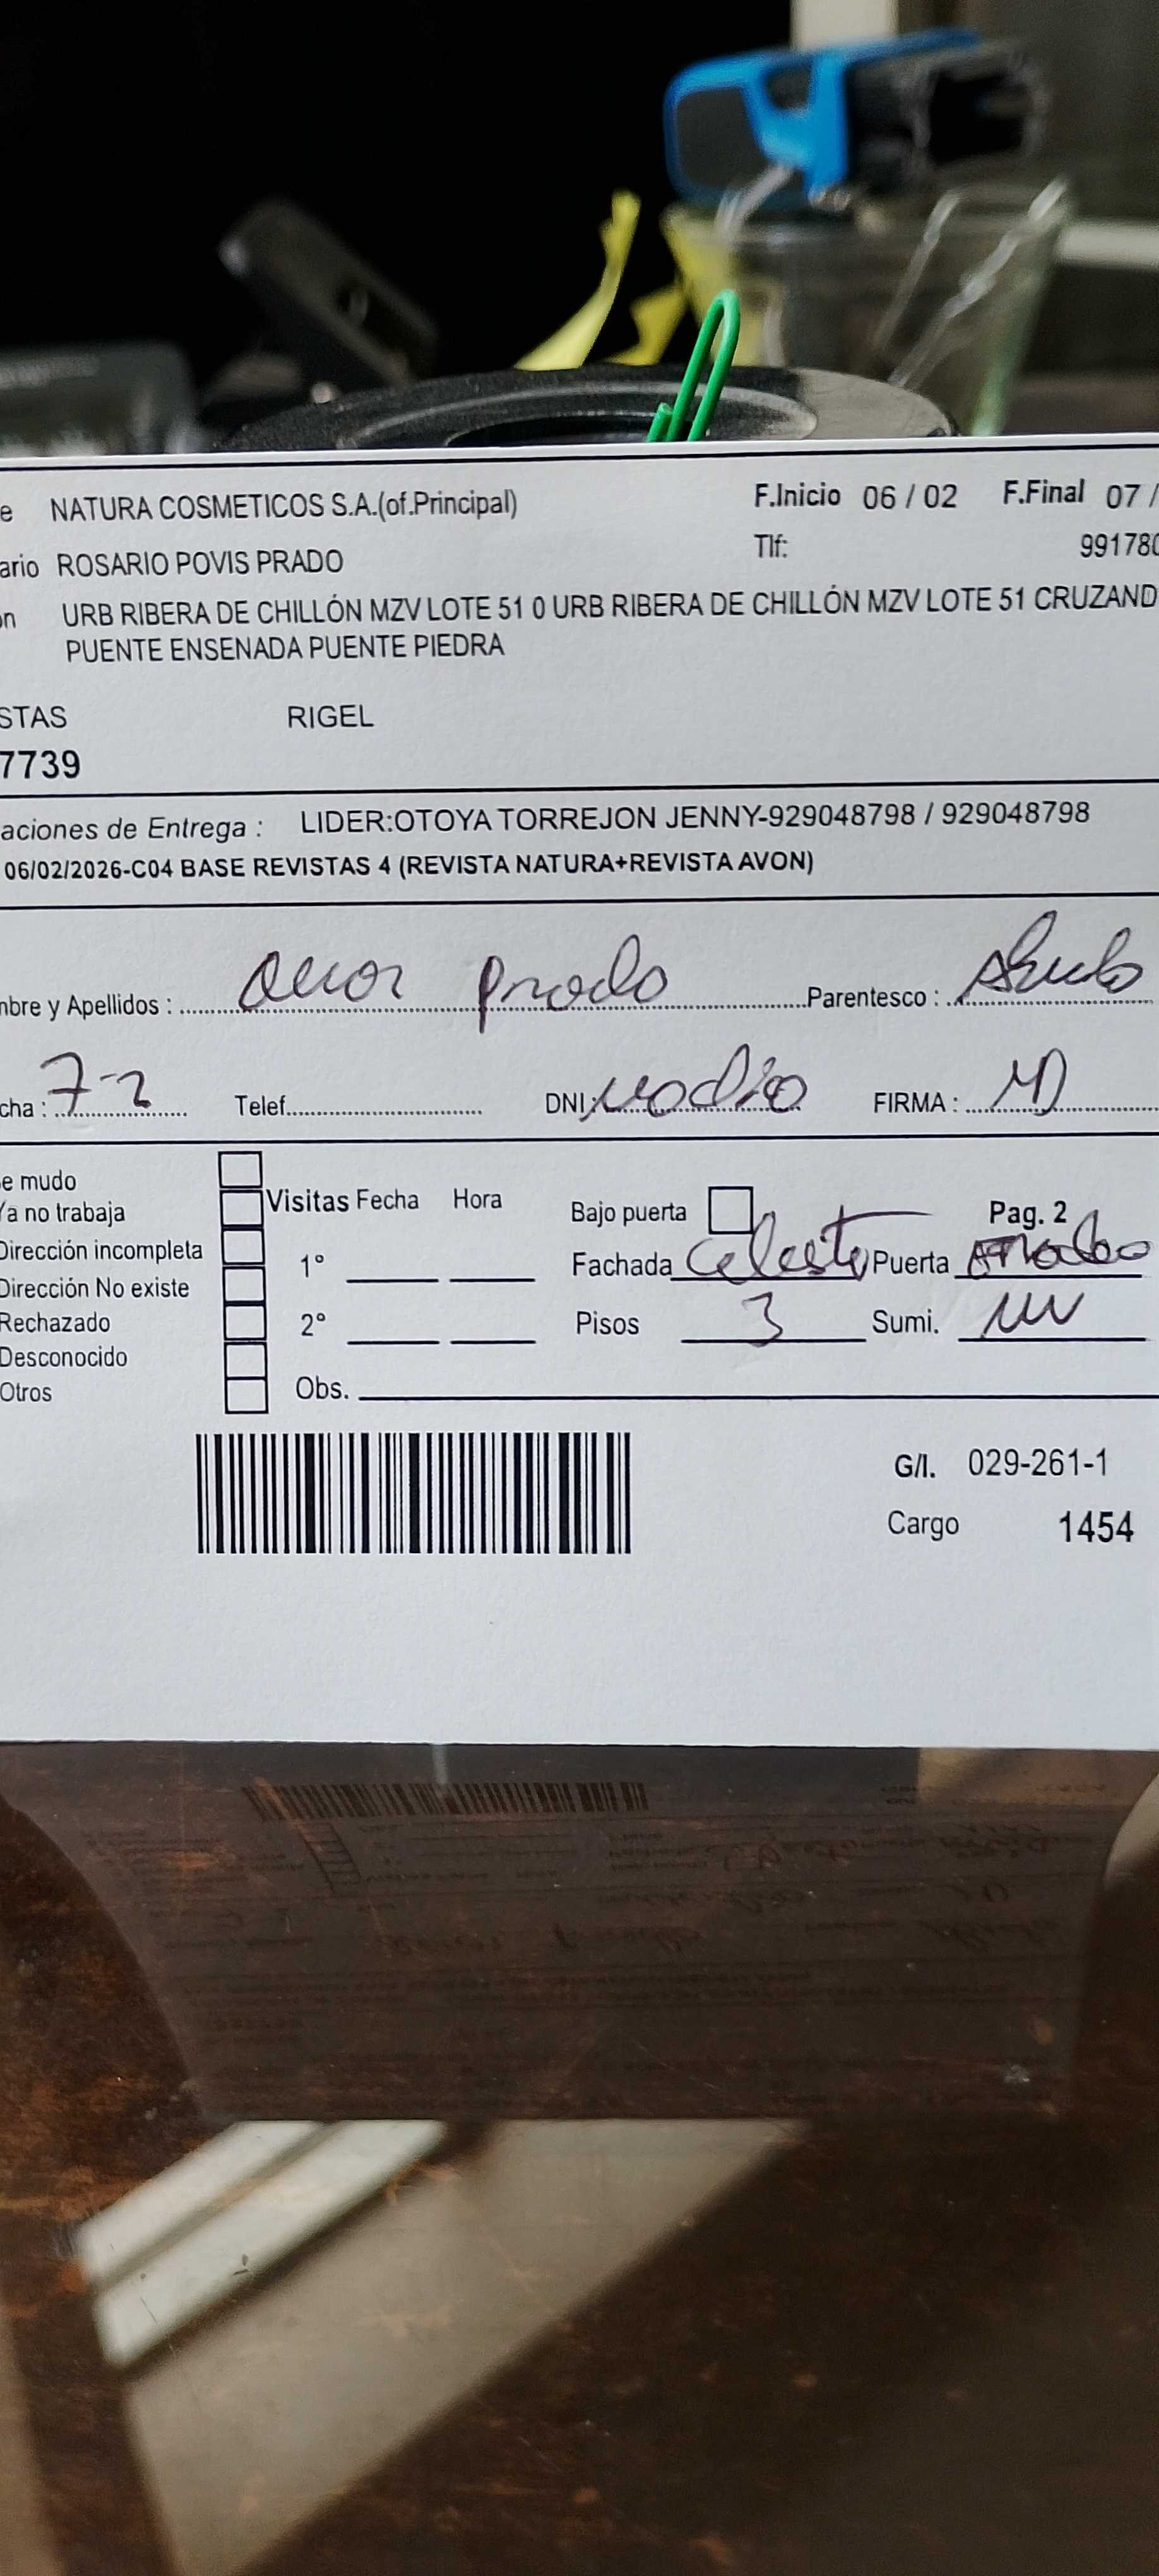 e NATURA COSMETICOS S.A.(of.Principal) F.Inicio 06 / 02 F.Final 07 /
ario ROSARIO POVIS PRADO Tlf: 991780
ón URB RIBERA DE CHILLÓN MZV LOTE 51 0 URB RIBERA DE CHILLÓN MZV LOTE 51 CRUZAND
PUENTE ENSENADA PUENTE PIEDRA
STAS RIGEL
7739
aciones de Entrega : LIDER:OTOYA TORREJON JENNY-929048798 / 929048798
06/02/2026-C04 BASE REVISTAS 4 (REVISTA NATURA+REVISTA AVON)
mbre y Apellidos : Prado Parentesco :
cha : 7-2 Telef. DNI: FIRMA :
e mudo
Ya no trabaja Visitas Fecha Hora Bajo puerta Pag. 2
Dirección incompleta 1° Fachada Celeste Puerta
Dirección No existe
Rechazado 2° Pisos 3 Sumi.
Desconocido
Otros Obs.
G/I. 029-261-1
Cargo 1454